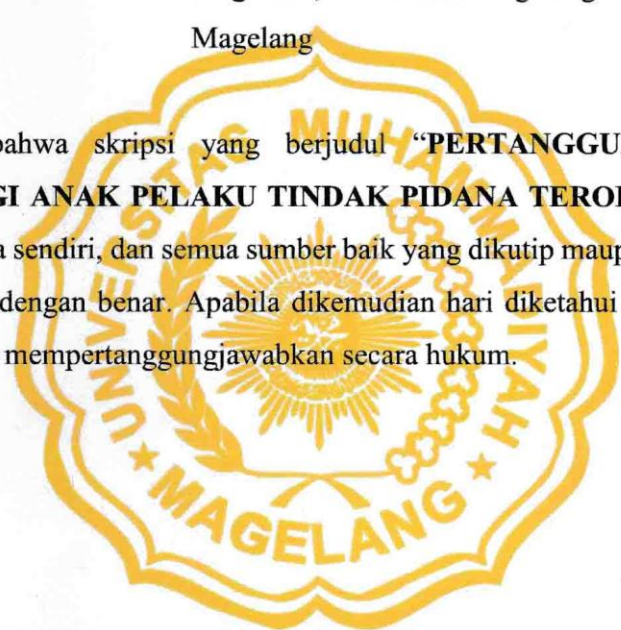 Magelang
bahwa skripsi yang berjudul “PERTANGGU
GI ANAK PELAKU TINDAK PIDANA TEROR
a sendiri, dan semua sumber baik yang dikutip maup
dengan benar. Apabila dikemudian hari diketahui
mempertanggungjawabkan secara hukum.
UNIVERSITAS MUHAMMADIYAH
★ MAGELANG ★